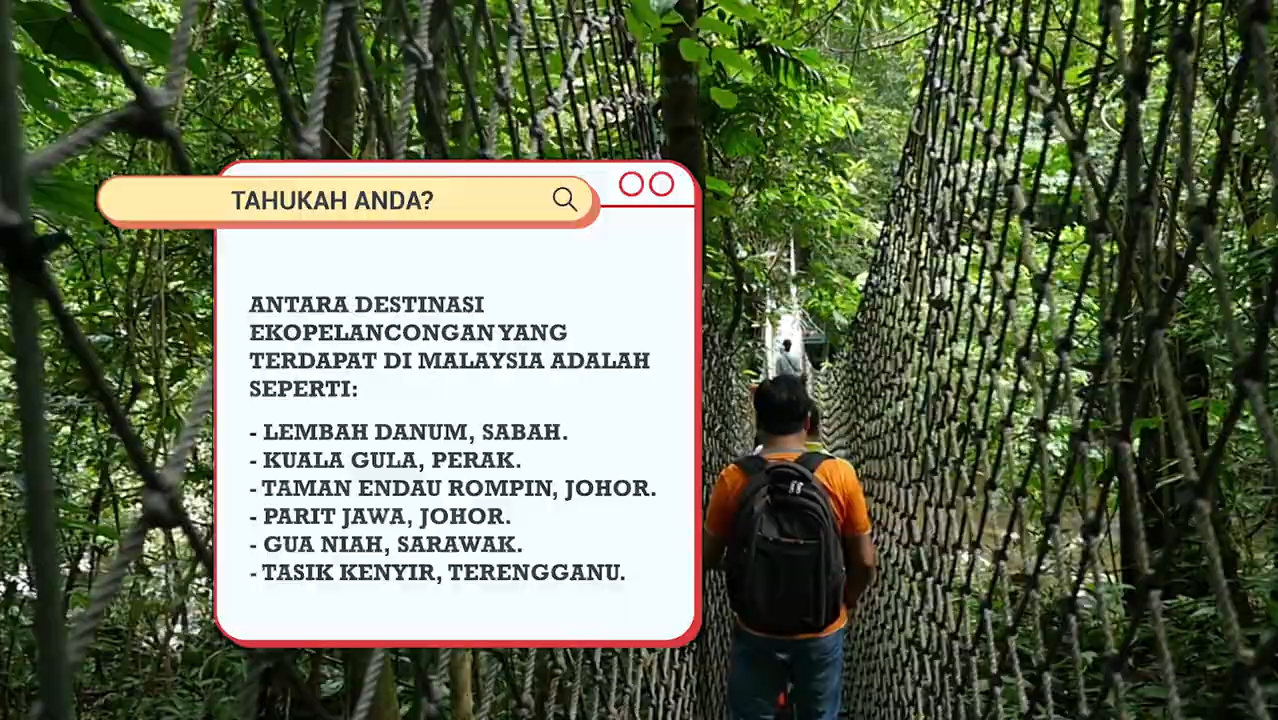 TAHUKAH ANDA?
ANTARA DESTINASI
EKOPELANCONGAN YANG
TERDAPAT DI MALAYSIA ADALAH
SEPERTI:
- LEMBAH DANUM, SABAH.
- KUALA GULA, PERAK.
- TAMAN ENDAU ROMPIN, JOHOR.
- PARIT JAWA, JOHOR.
- GUA NIAH, SARAWAK.
- TASIK KENYIR, TERENGGANU.